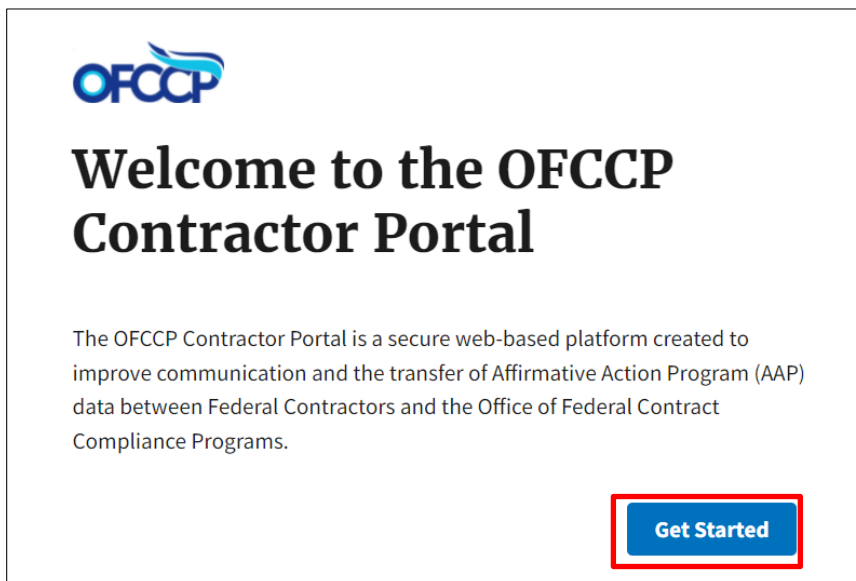 OFCCP
Welcome to the OFCCP
Contractor Portal
The OFCCP Contractor Portal is a secure web-based platform created to
improve communication and the transfer of Affirmative Action Program (AAP)
data between Federal Contractors and the Office of Federal Contract
Compliance Programs.
Get Started